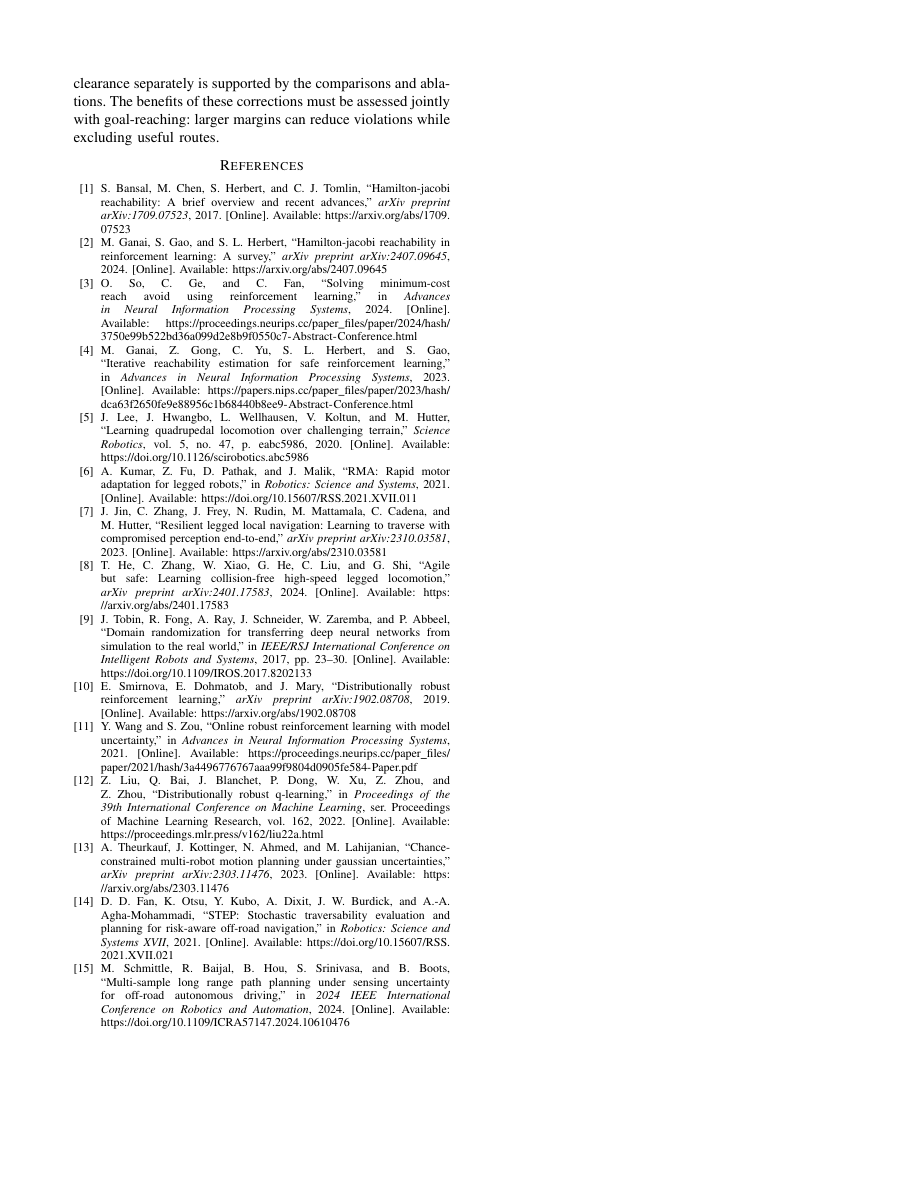 clearance separately is supported by the comparisons and abla-
tions. The benefits of these corrections must be assessed jointly
with goal-reaching: larger margins can reduce violations while
excluding useful routes.
REFERENCES
[1] S. Bansal, M. Chen, S. Herbert, and C. J. Tomlin, “Hamilton-jacobi
reachability: A brief overview and recent advances,” arXiv preprint
arXiv:1709.07523, 2017. [Online]. Available: https://arxiv.org/abs/1709.
07523
[2] M. Ganai, S. Gao, and S. L. Herbert, “Hamilton-jacobi reachability in
reinforcement learning: A survey,” arXiv preprint arXiv:2407.09645,
2024. [Online]. Available: https://arxiv.org/abs/2407.09645
[3] O. So, C. Ge, and C. Fan, “Solving minimum-cost
reach avoid using reinforcement learning,” in Advances
in Neural Information Processing Systems, 2024. [Online].
Available: https://proceedings.neurips.cc/paper_files/paper/2024/hash/
3750e99b522bd36a099d2e8b9f0550c7-Abstract-Conference.html
[4] M. Ganai, Z. Gong, C. Yu, S. L. Herbert, and S. Gao,
“Iterative reachability estimation for safe reinforcement learning,”
in Advances in Neural Information Processing Systems, 2023.
[Online]. Available: https://papers.nips.cc/paper_files/paper/2023/hash/
dca63f2650fe9e88956c1b68440b8ee9-Abstract-Conference.html
[5] J. Lee, J. Hwangbo, L. Wellhausen, V. Koltun, and M. Hutter,
“Learning quadrupedal locomotion over challenging terrain,” Science
Robotics, vol. 5, no. 47, p. eabc5986, 2020. [Online]. Available:
https://doi.org/10.1126/scirobotics.abc5986
[6] A. Kumar, Z. Fu, D. Pathak, and J. Malik, “RMA: Rapid motor
adaptation for legged robots,” in Robotics: Science and Systems, 2021.
[Online]. Available: https://doi.org/10.15607/RSS.2021.XVII.011
[7] J. Jin, C. Zhang, J. Frey, N. Rudin, M. Mattamala, C. Cadena, and
M. Hutter, “Resilient legged local navigation: Learning to traverse with
compromised perception end-to-end,” arXiv preprint arXiv:2310.03581,
2023. [Online]. Available: https://arxiv.org/abs/2310.03581
[8] T. He, C. Zhang, W. Xiao, G. He, C. Liu, and G. Shi, “Agile
but safe: Learning collision-free high-speed legged locomotion,”
arXiv preprint arXiv:2401.17583, 2024. [Online]. Available: https:
//arxiv.org/abs/2401.17583
[9] J. Tobin, R. Fong, A. Ray, J. Schneider, W. Zaremba, and P. Abbeel,
“Domain randomization for transferring deep neural networks from
simulation to the real world,” in IEEE/RSJ International Conference on
Intelligent Robots and Systems, 2017, pp. 23–30. [Online]. Available:
https://doi.org/10.1109/IROS.2017.8202133
[10] E. Smirnova, E. Dohmatob, and J. Mary, “Distributionally robust
reinforcement learning,” arXiv preprint arXiv:1902.08708, 2019.
[Online]. Available: https://arxiv.org/abs/1902.08708
[11] Y. Wang and S. Zou, “Online robust reinforcement learning with model
uncertainty,” in Advances in Neural Information Processing Systems,
2021. [Online]. Available: https://proceedings.neurips.cc/paper_files/
paper/2021/hash/3a4496776767aaa99f9804d0905fe584-Paper.pdf
[12] Z. Liu, Q. Bai, J. Blanchet, P. Dong, W. Xu, Z. Zhou, and
Z. Zhou, “Distributionally robust q-learning,” in Proceedings of the
39th International Conference on Machine Learning, ser. Proceedings
of Machine Learning Research, vol. 162, 2022. [Online]. Available:
https://proceedings.mlr.press/v162/liu22a.html
[13] A. Theurkauf, J. Kottinger, N. Ahmed, and M. Lahijanian, “Chance-
constrained multi-robot motion planning under gaussian uncertainties,”
arXiv preprint arXiv:2303.11476, 2023. [Online]. Available: https:
//arxiv.org/abs/2303.11476
[14] D. D. Fan, K. Otsu, Y. Kubo, A. Dixit, J. W. Burdick, and A.-A.
Agha-Mohammadi, “STEP: Stochastic traversability evaluation and
planning for risk-aware off-road navigation,” in Robotics: Science and
Systems XVII, 2021. [Online]. Available: https://doi.org/10.15607/RSS.
2021.XVII.021
[15] M. Schmittle, R. Baijal, B. Hou, S. Srinivasa, and B. Boots,
“Multi-sample long range path planning under sensing uncertainty
for off-road autonomous driving,” in 2024 IEEE International
Conference on Robotics and Automation, 2024. [Online]. Available:
https://doi.org/10.1109/ICRA57147.2024.10610476